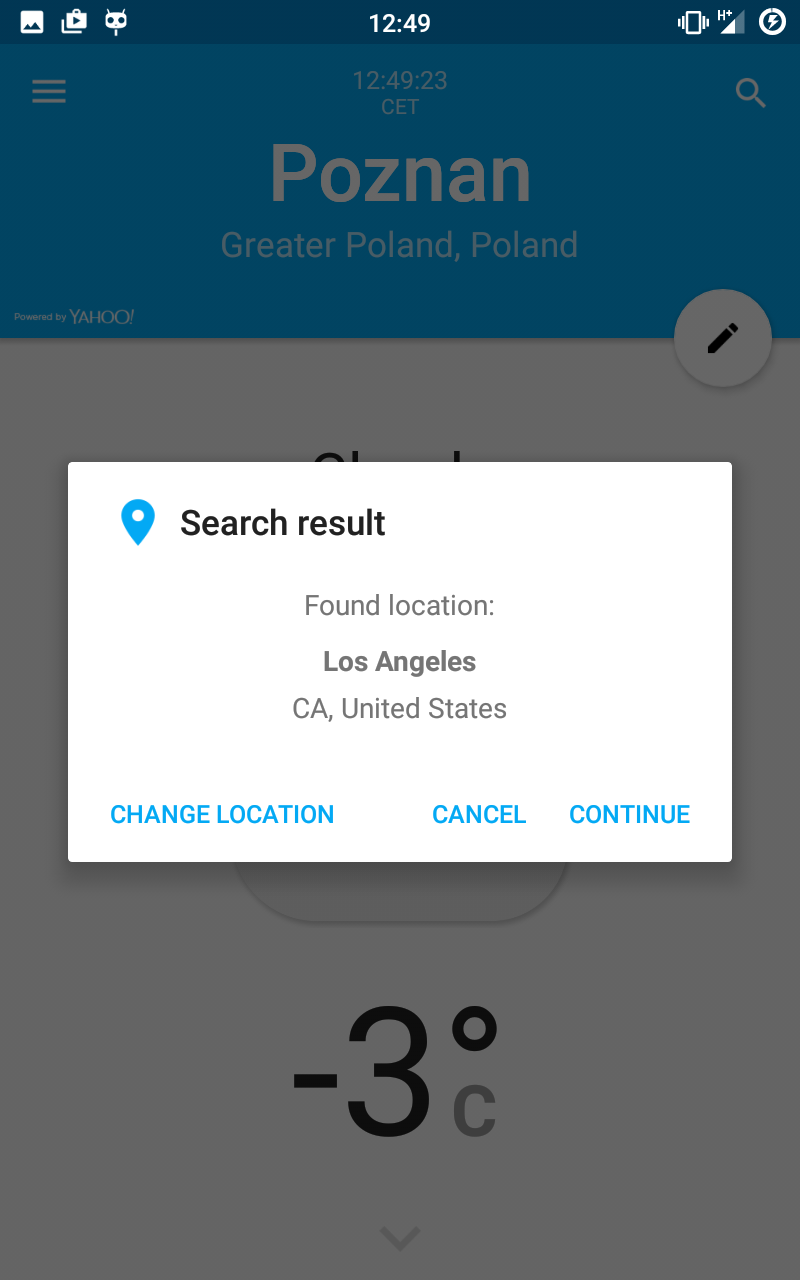 12:49
H+
12:49:23
CET
Poznan
Greater Poland, Poland
Powered by YAHOO!
Search result
Found location:
Los Angeles
CA, United States
CHANGE LOCATION CANCEL CONTINUE
-3°
C